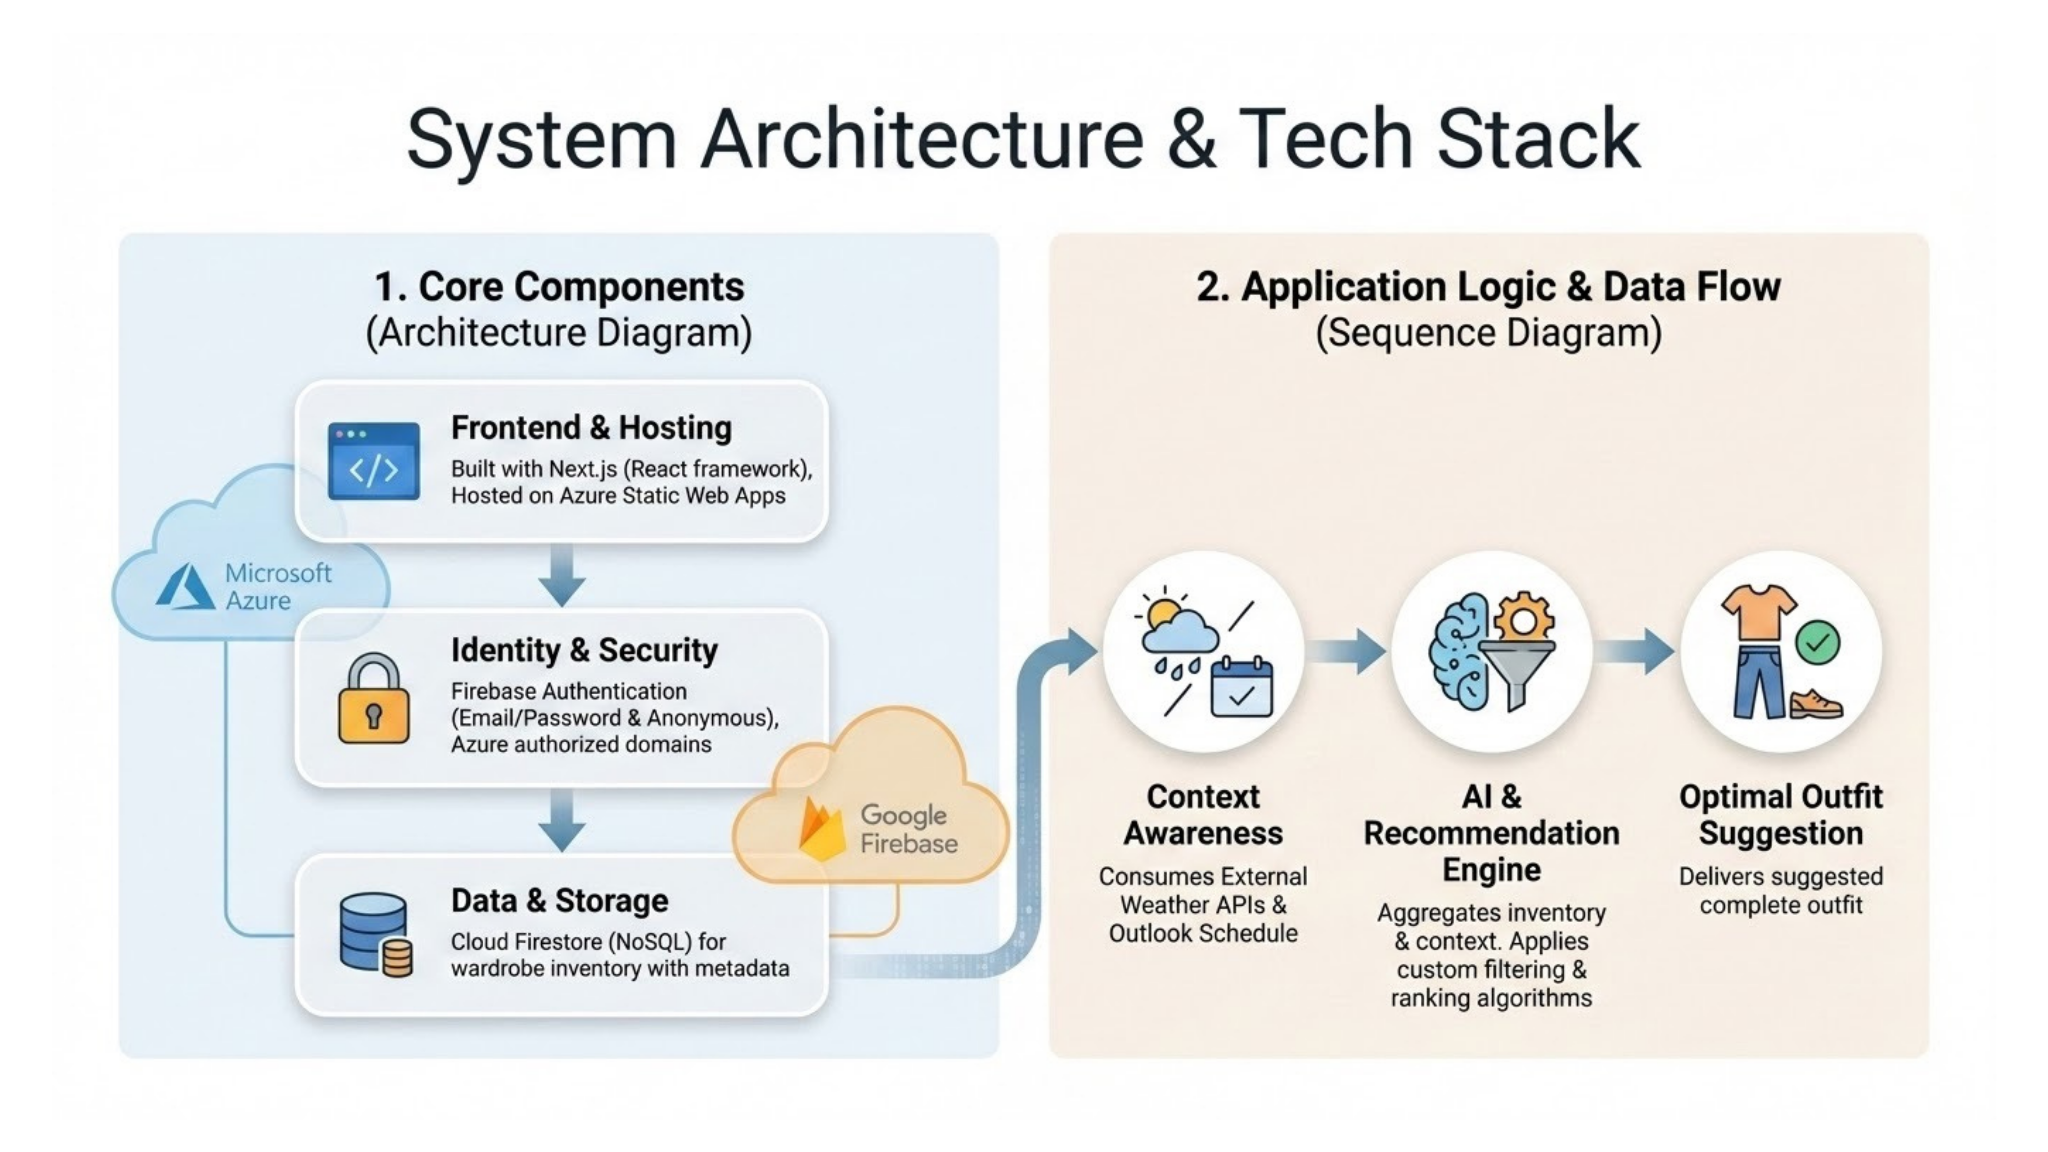 System Architecture & Tech Stack
1. Core Components
(Architecture Diagram)
Frontend & Hosting
Built with Next.js (React framework),
Hosted on Azure Static Web Apps
Microsoft
Azure
Identity & Security
Firebase Authentication
(Email/Password & Anonymous),
Azure authorized domains
Google
Firebase
Data & Storage
Cloud Firestore (NoSQL) for
wardrobe inventory with metadata
2. Application Logic & Data Flow
(Sequence Diagram)
Context
Awareness
Consumes External
Weather APIs &
Outlook Schedule
AI &
Recommendation
Engine
Aggregates inventory
& context. Applies
custom filtering &
ranking algorithms
Optimal Outfit
Suggestion
Delivers suggested
complete outfit